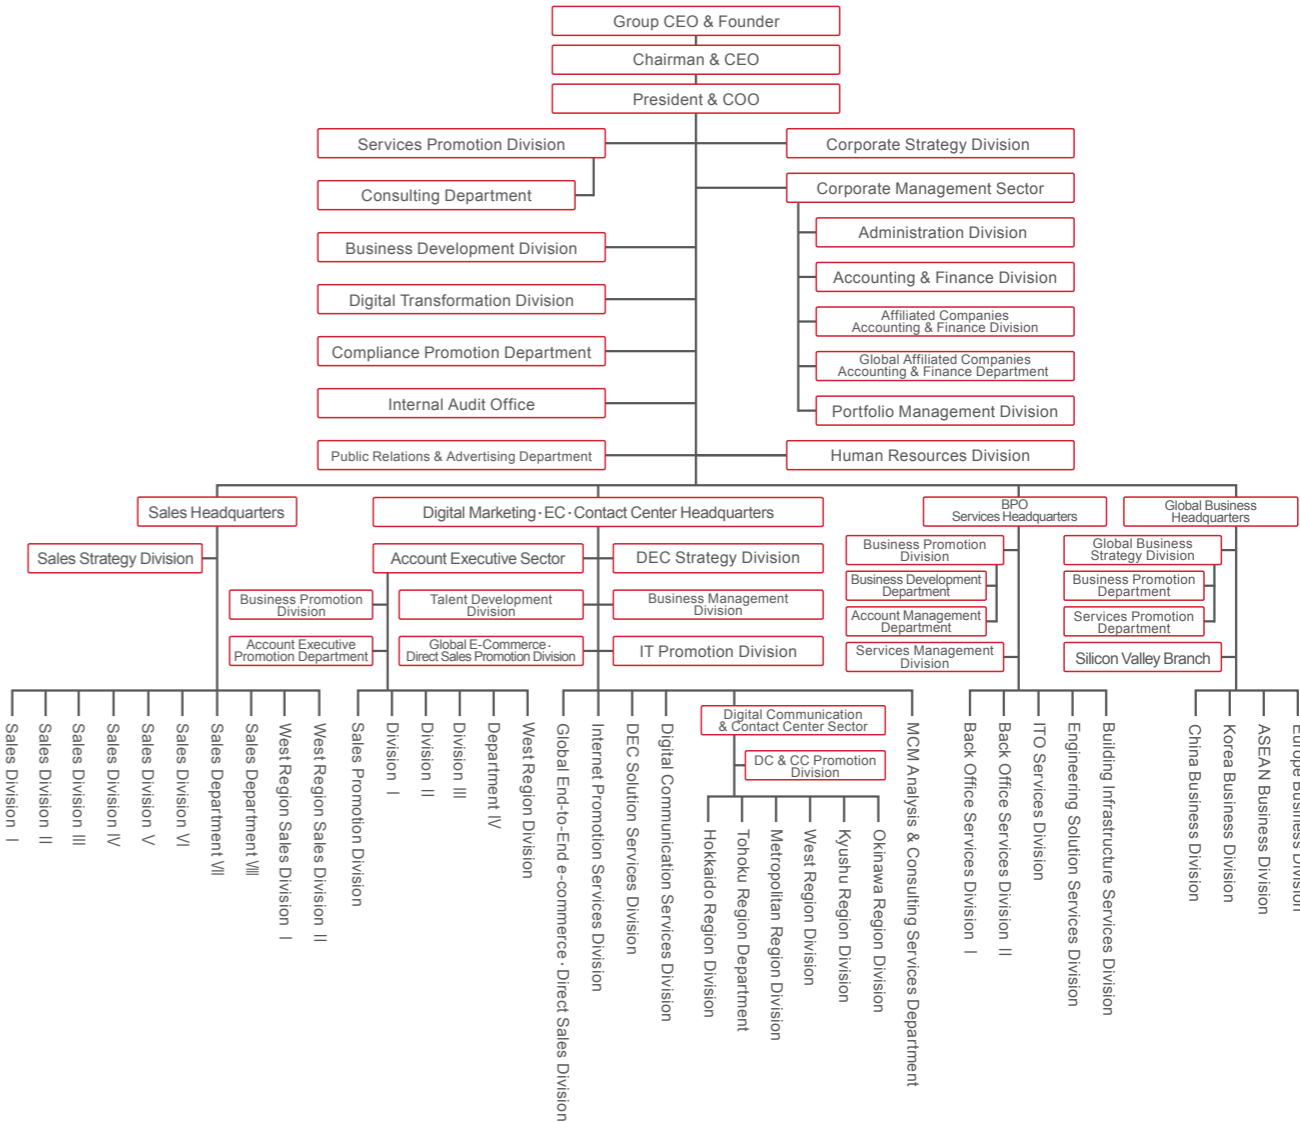 Group CEO & Founder
Chairman & CEO
President & COO
Services Promotion Division
Corporate Strategy Division
Consulting Department
Corporate Management Sector
Administration Division
Business Development Division
Accounting & Finance Division
Digital Transformation Division
Affiliated Companies
Accounting & Finance Division
Compliance Promotion Department
Global Affiliated Companies
Accounting & Finance Department
Internal Audit Office
Portfolio Management Division
Public Relations & Advertising Department
Human Resources Division
Sales Headquarters
Digital Marketing · EC · Contact Center Headquarters
BPO
Services Headquarters
Global Business
Headquarters
Sales Strategy Division
Account Executive Sector
DEC Strategy Division
Business Promotion
Division
Global Business
Strategy Division
Business Promotion
Division
Talent Development
Division
Business Management
Division
Business Development
Department
Business Promotion
Department
Account Management
Department
Services Promotion
Department
Account Executive
Promotion Department
Global E-Commerce ·
Direct Sales Promotion Division
IT Promotion Division
Services Management
Division
Silicon Valley Branch
Sales Division I
Sales Division II
Sales Division III
Sales Division IV
Sales Division V
Sales Division VI
Sales Department VII
Sales Department VIII
West Region Sales Division I
West Region Sales Division II
Sales Promotion Division
Division I
Division II
Division III
Department IV
West Region Division
Global End-to-End e-commerce · Direct Sales Division
Internet Promotion Services Division
DEC Solution Services Division
Digital Communication Services Division
Digital Communication
& Contact Center Sector
DC & CC Promotion
Division
Hokkaido Region Division
Tohoku Region Department
Metropolitan Region Division
West Region Division
Kyushu Region Division
Okinawa Region Division
MCM Analysis & Consulting Services Department
Back Office Services Division I
Back Office Services Division II
ITO Services Division
Engineering Solution Services Division
Building Infrastructure Services Division
China Business Division
Korea Business Division
ASEAN Business Division
Europe Business Division